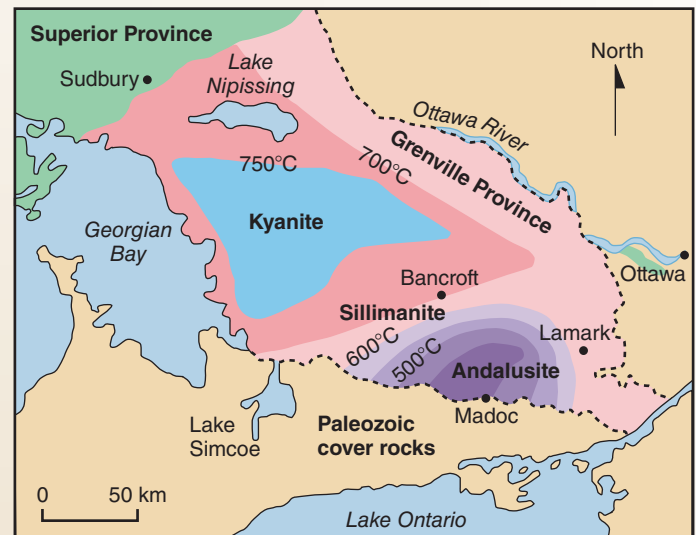 Superior Province
Sudbury
Lake
Nipissing
North
Ottawa River
Grenville
Province
700°C
750°C
Kyanite
Georgian
Bay
Bancroft
Ottawa
Sillimanite
600°C
500°C
Lamark
Andalusite
Madoc
Lake
Simcoe
Paleozoic
cover rocks
0 50 km
Lake Ontario